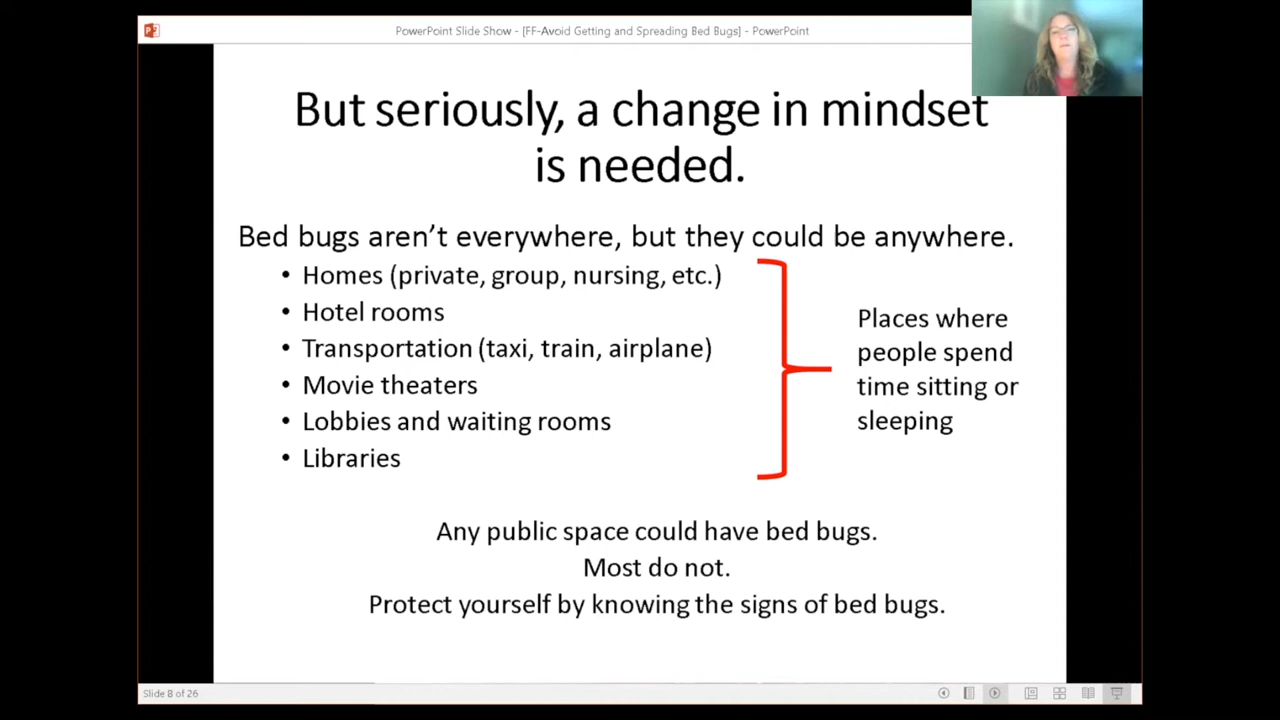 PowerPoint Slide Show - [FF-Avoid Getting and Spreading Bed Bugs] - PowerPoint
But seriously, a change in mindset
is needed.
Bed bugs aren't everywhere, but they could be anywhere.
• Homes (private, group, nursing, etc.)
• Hotel rooms
• Transportation (taxi, train, airplane)
• Movie theaters
• Lobbies and waiting rooms
• Libraries
Places where
people spend
time sitting or
sleeping
Any public space could have bed bugs.
Most do not.
Protect yourself by knowing the signs of bed bugs.
Slide 8 of 26